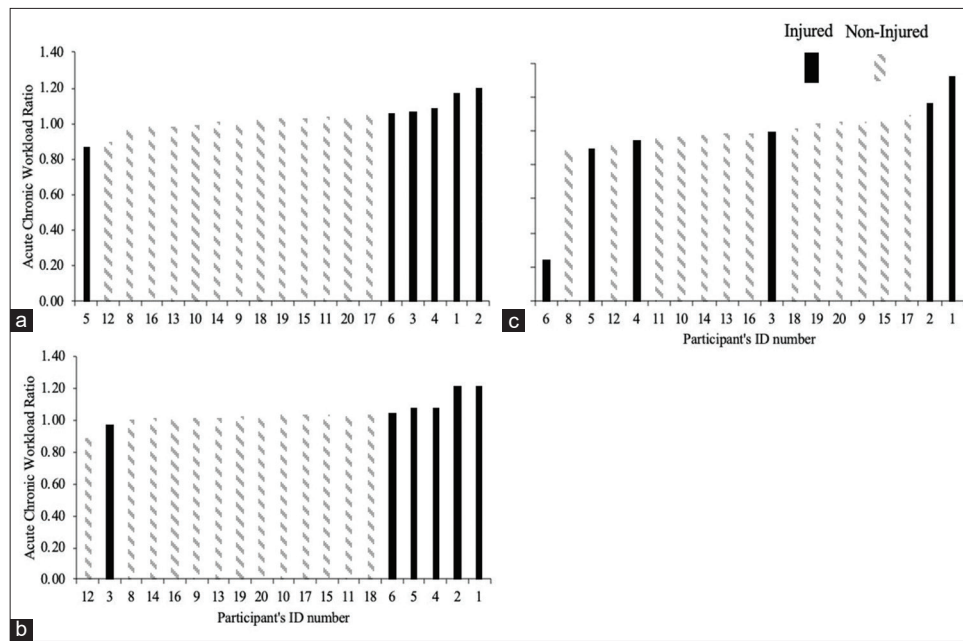 Injured Non-Injured
1.40
1.20
1.00
0.80
0.60
0.40
0.20
0.00
Acute Chronic Workload Ratio
5 12 8 16 13 10 14 9 18 19 15 11 20 17 6 3 4 1 2
a
6 8 5 12 4 11 10 14 13 16 3 18 19 20 9 15 17 2 1
Participant's ID number
c
1.40
1.20
1.00
0.80
0.60
0.40
0.20
0.00
Acute Chronic Workload Ratio
12 3 8 14 16 9 13 19 20 10 17 15 11 18 6 5 4 2 1
Participant's ID number
b